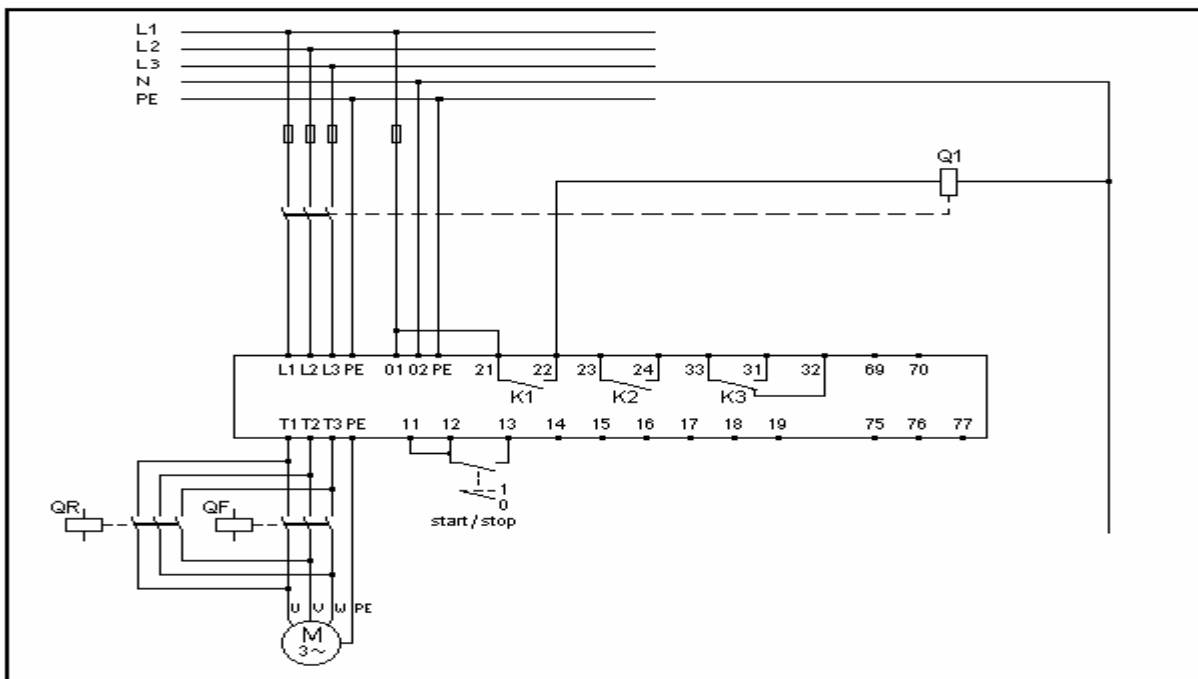 L1
L2
L3
N
PE
Q1
L1 L2 L3 PE 01 02 PE 21 22 23 24 33 31 32 69 70
K1 K2 K3
T1 T2 T3 PE 11 12 13 14 15 16 17 18 19 75 76 77
1
0
QR QF
start/stop
U V W PE
M
3~